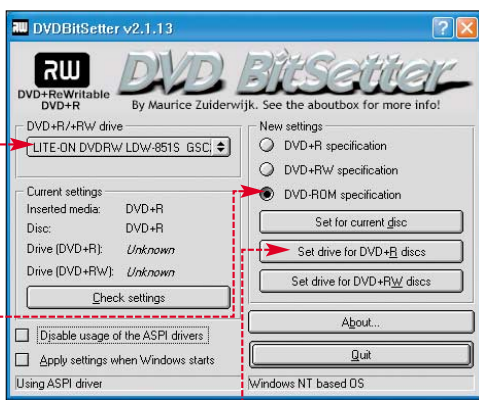 DVDBitSetter v2.1.13
RW
DVD+ReWritable
DVD+R
DVD BitSetter
By Maurice Zuiderwijk. See the aboutbox for more info!
DVD+R/+RW drive
LITE-ON DVDRW LDW-851S GSC
Current settings
Inserted media: DVD+R
Disc: DVD+R
Drive (DVD+R): Unknown
Drive (DVD+RW): Unknown
Check settings
Disable usage of the ASPI drivers
Apply settings when Windows starts
New settings
DVD+R specification
DVD+RW specification
DVD-ROM specification
Set for current disc
Set drive for DVD+R discs
Set drive for DVD+RW discs
About...
Quit
Using ASPI driver
Windows NT based OS